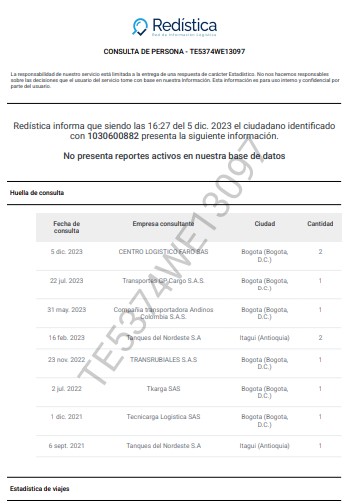 Redística
Red de Información Logística
CONSULTA DE PERSONA - TE5374WE13097
La responsabilidad de nuestro servicio está limitada a la entrega de una respuesta de carácter Estadístico. No nos hacemos responsables
sobre las decisiones que el usuario del servicio tome con base en nuestra Información. Esta información es para uso interno y confidencial por
parte del usuario.
Redística informa que siendo las 16:27 del 5 dic. 2023 el ciudadano identificado
con 1030600882 presenta la siguiente información.
No presenta reportes activos en nuestra base de datos
TE5374WE13097
Huella de consulta
Fecha de consulta Empresa consultante Ciudad Cantidad
5 dic. 2023 CENTRO LOGISTICO FARO BAS Bogota (Bogota, D.C.) 2
22 jul. 2023 Transportes GP Cargo S.A.S. Bogota (Bogota, D.C.) 1
31 may. 2023 Compañia transportadora Andinos Colombia S.A.S. Bogota (Bogota, D.C.) 1
16 feb. 2023 Tanques del Nordeste S.A Itagui (Antioquia) 2
23 nov. 2022 TRANSRUBIALES S.A.S Bogota (Bogota, D.C.) 1
2 jul. 2022 Tkarga SAS Bogota (Bogota, D.C.) 1
1 dic. 2021 Tecnicarga Logistica SAS Bogota (Bogota, D.C.) 1
6 sept. 2021 Tanques del Nordeste S.A Itagui (Antioquia) 1
Estadística de viajes